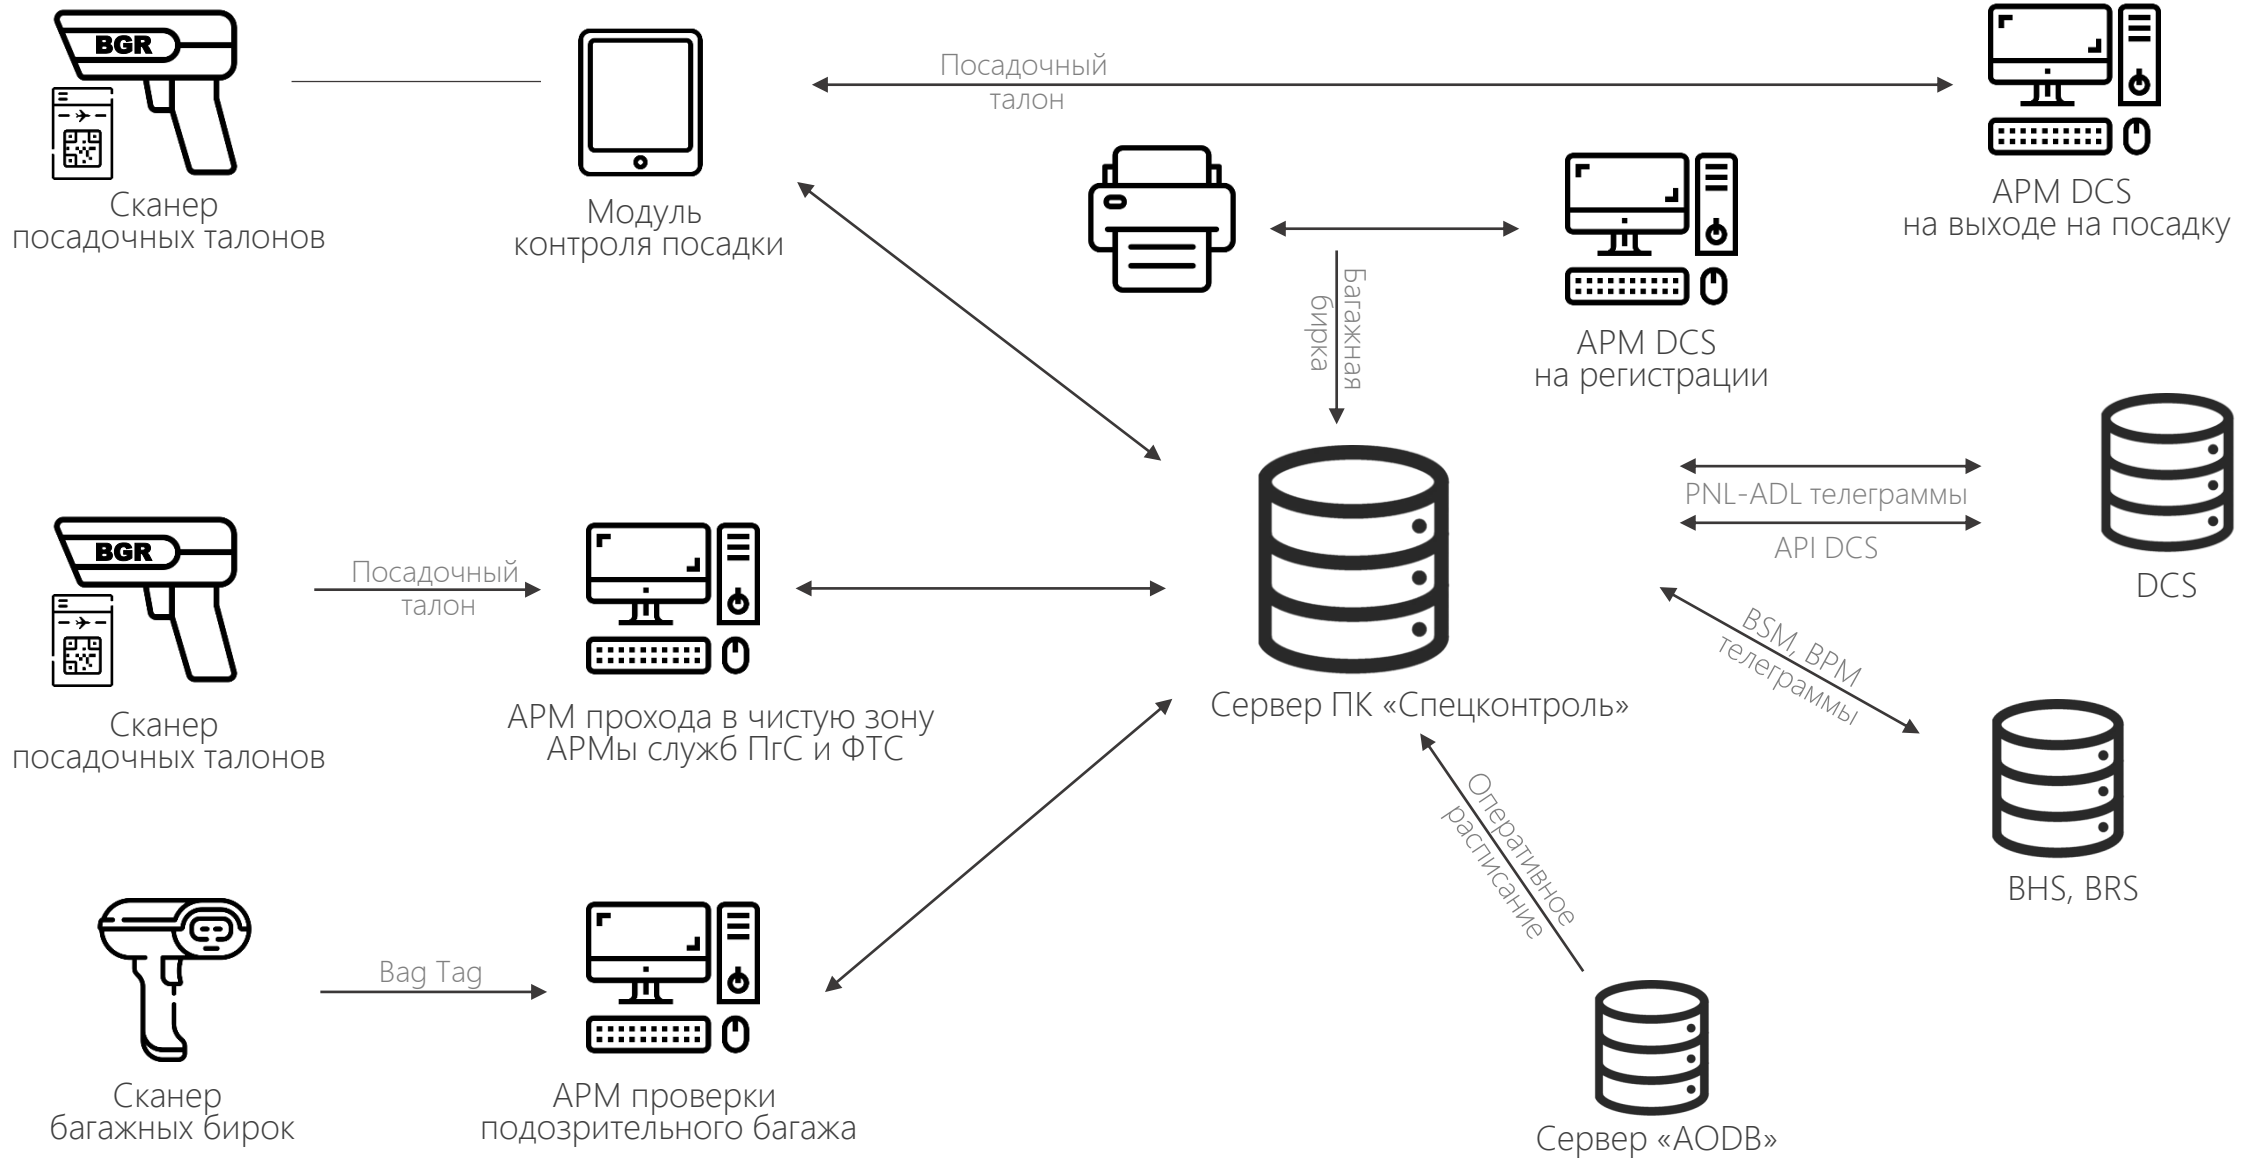 BGR
Сканер
посадочных талонов
Модуль
контроля посадки
Посадочный
талон
АРМ DCS
на выходе на посадку
Багажная
бирка
АРМ DCS
на регистрации
BGR
Сканер
посадочных талонов
Посадочный
талон
АРМ прохода в чистую зону
АРМы служб ПгС и ФТС
Сервер ПК «Спецконтроль»
PNL-ADL телеграммы
API DCS
DCS
BSM, BPM
телеграммы
BHS, BRS
Оперативное
расписание
Сервер «AODB»
Сканер
багажных бирок
Bag Tag
АРМ проверки
подозрительного багажа